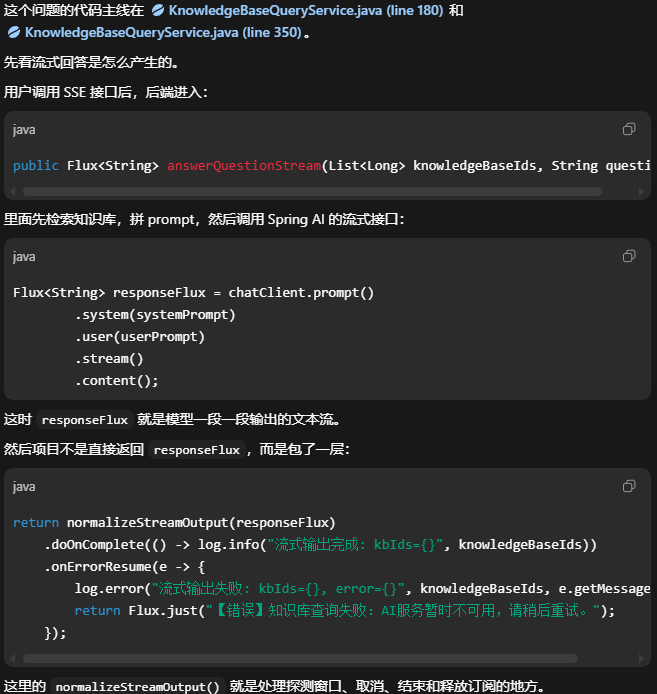 这个问题的代码主线在 KnowledgeBaseQueryService.java (line 180) 和
KnowledgeBaseQueryService.java (line 350)。
先看流式回答是怎么产生的。
用户调用 SSE 接口后，后端进入：
java
public Flux<String> answerQuestionStream(List<Long> knowledgeBaseIds, String questi
里面先检索知识库，拼 prompt，然后调用 Spring AI 的流式接口：
java
Flux<String> responseFlux = chatClient.prompt()
.system(systemPrompt)
.user(userPrompt)
.stream()
.content();
这时 responseFlux 就是模型一段一段输出的文本流。
然后项目不是直接返回 responseFlux，而是包了一层：
java
return normalizeStreamOutput(responseFlux)
.doOnComplete(() -> log.info("流式输出完成: kbIds={}", knowledgeBaseIds))
.onErrorResume(e -> {
log.error("流式输出失败: kbIds={}, error={}", knowledgeBaseIds, e.getMessage
return Flux.just("【错误】知识库查询失败：AI服务暂时不可用，请稍后重试。");
});
这里的 normalizeStreamOutput() 就是处理探测窗口、取消、结束和释放订阅的地方。